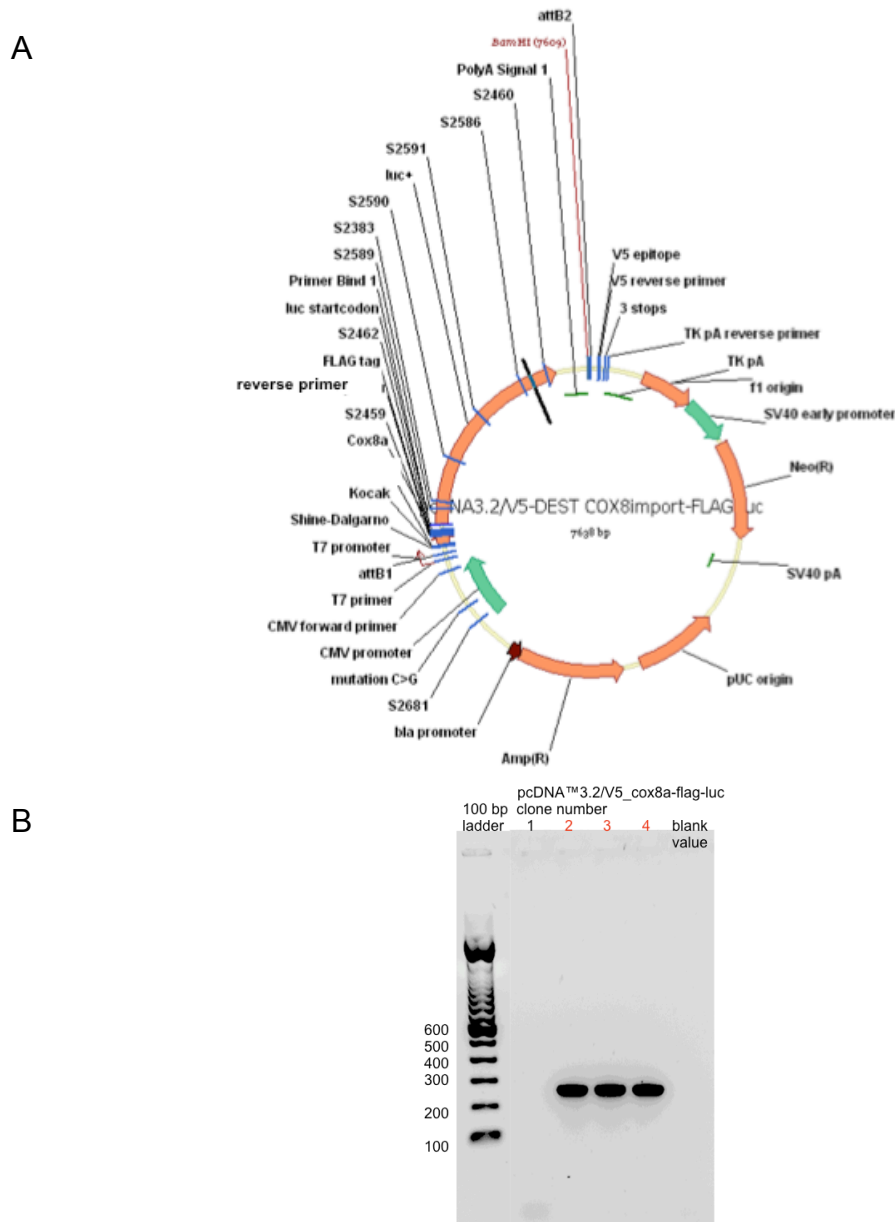 A
attB2
BamHI (7609)
PolyA Signal 1
S2460
S2586
S2591
luc+
S2590
S2383
S2589
Primer Bind 1
luc startcodon
S2462
FLAG tag
reverse primer
r
S2459
Cox8a
Kocak
Shine-Dalgarno
T7 promoter
attB1
T7 primer
CMV forward primer
CMV promoter
mutation C>G
S2681
bla promoter
Amp(R)
V5 epitope
V5 reverse primer
3 stops
TK pA reverse primer
TK pA
f1 origin
SV40 early promoter
Neo(R)
SV40 pA
pUC origin
NA3.2/V5-DEST COX8import-FLAG uc
7638 bp
B
pcDNA™3.2/V5_cox8a-flag-luc
100 bp clone number
ladder 1 2 3 4 blank
value
600
500
400
300
200
100